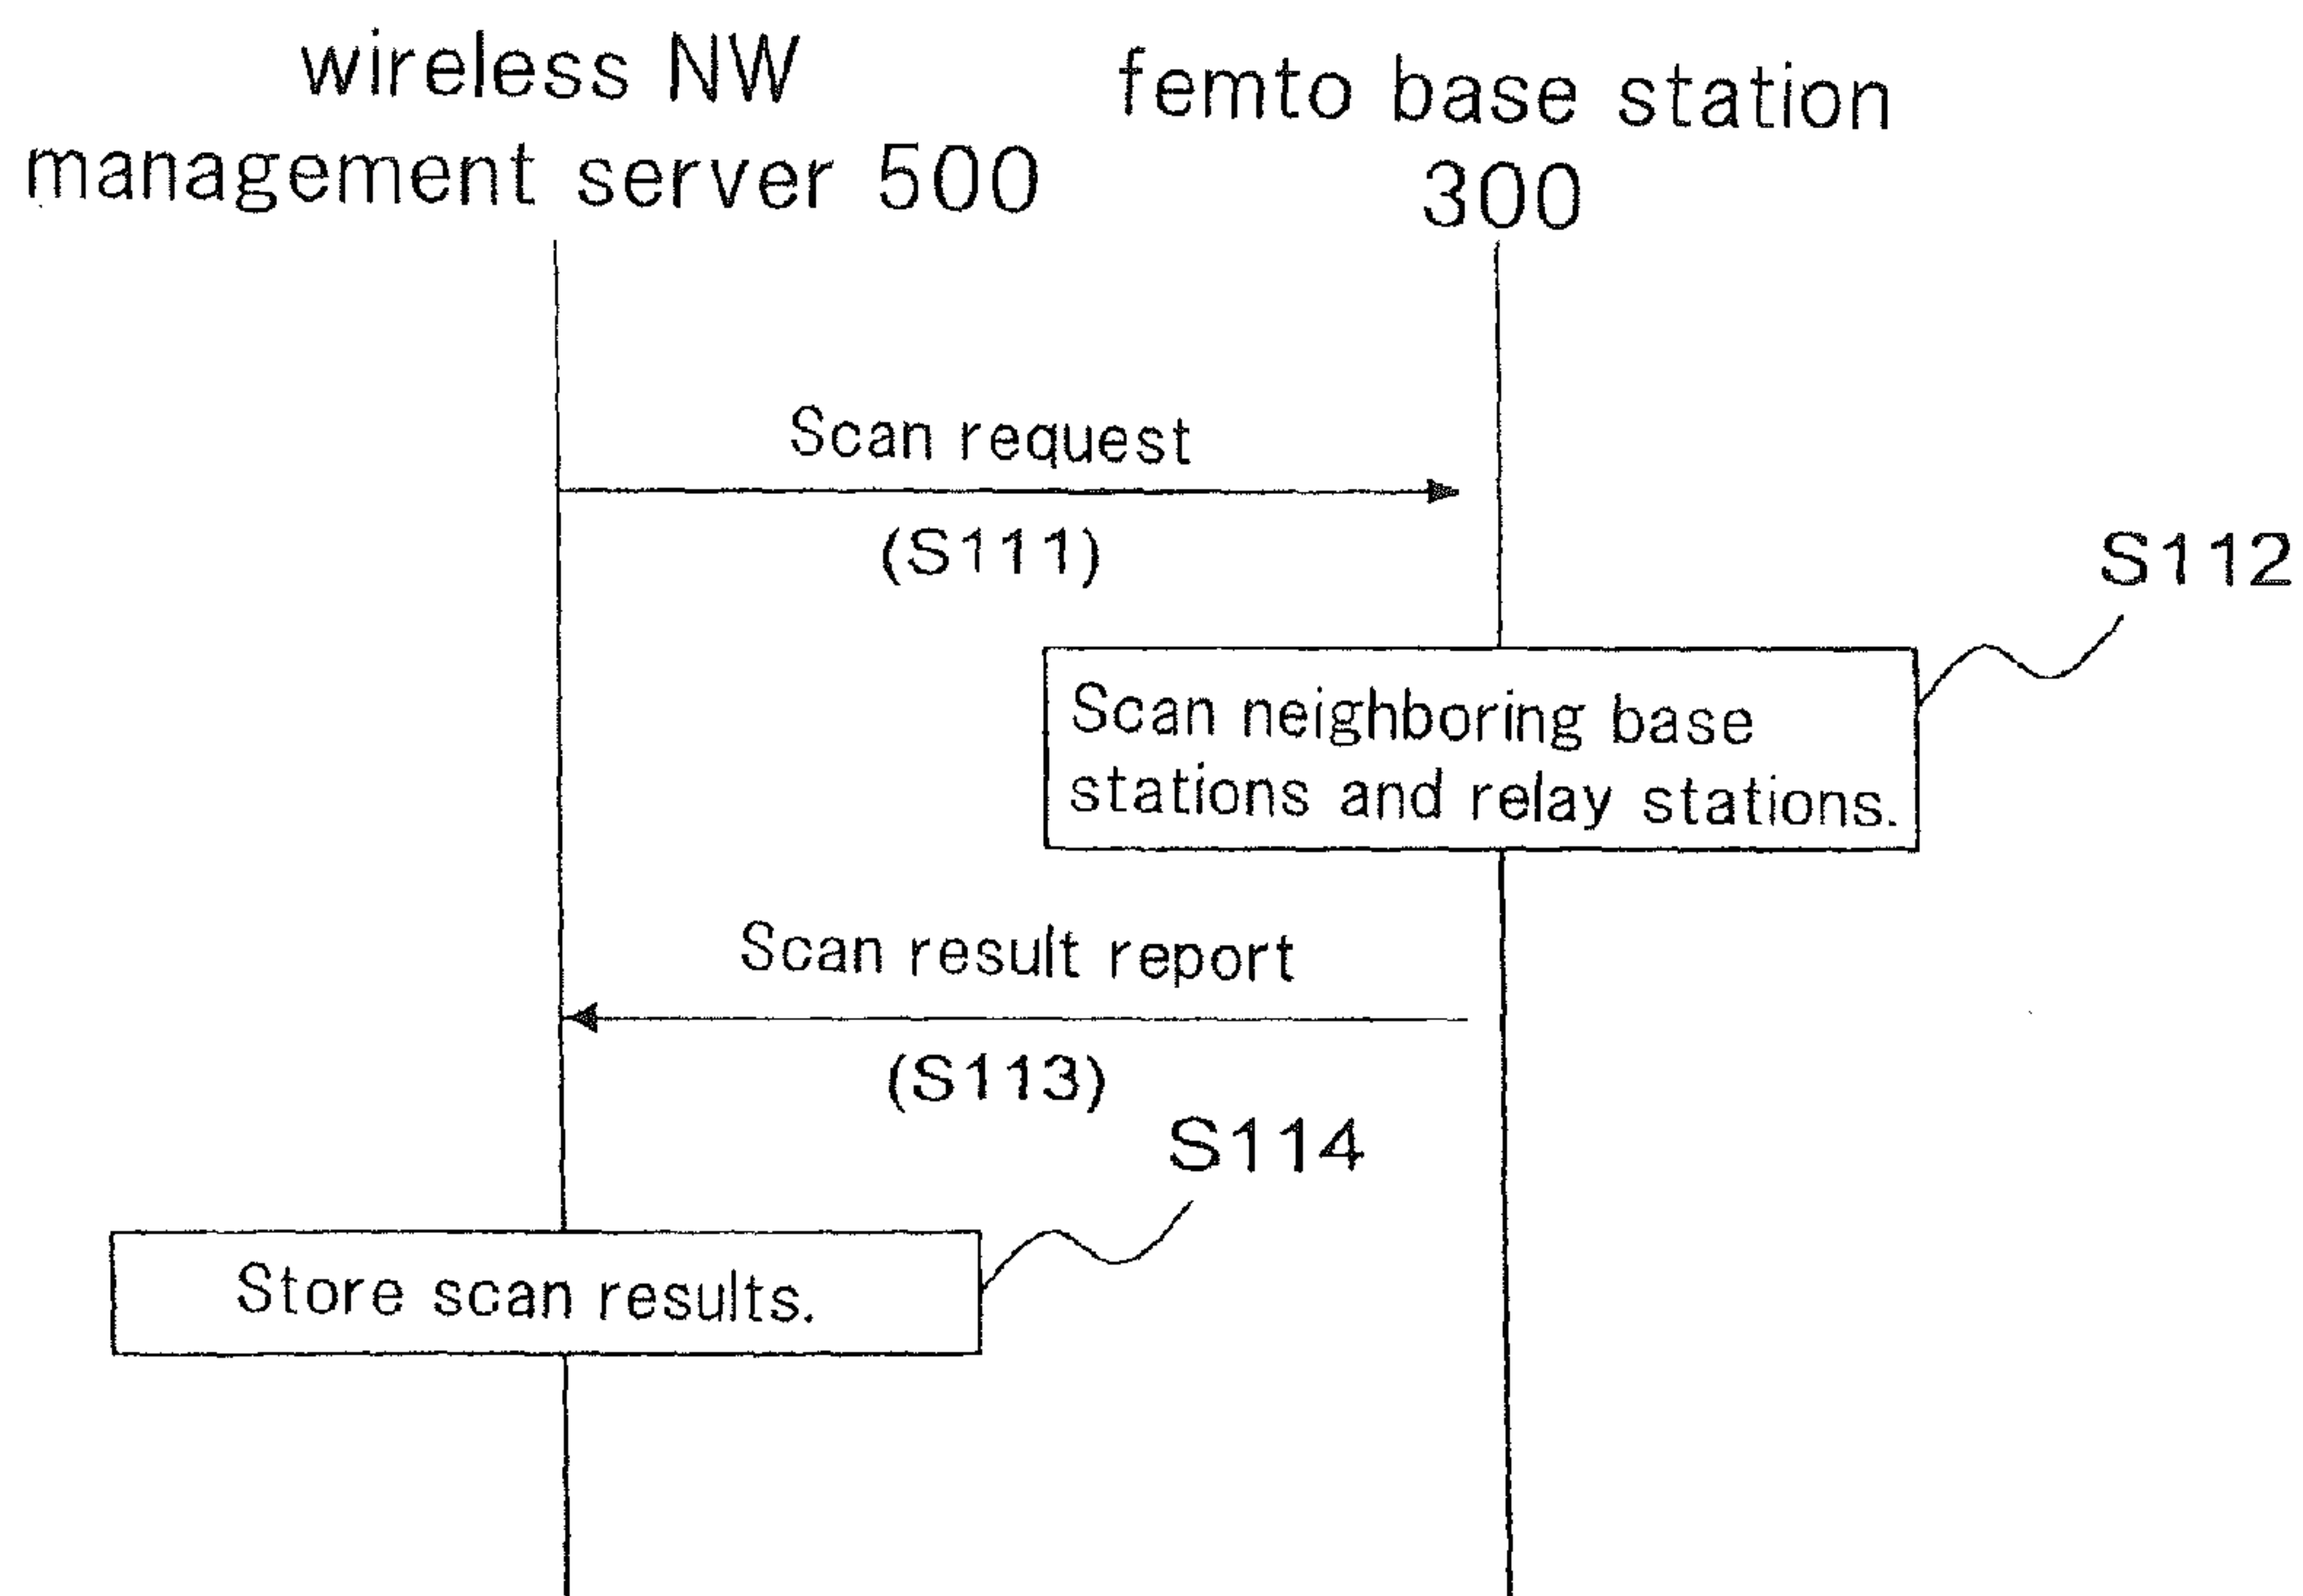 wireless NW
management server 500
femto base station
300
Scan request
(S111)
S112
Scan neighboring base
stations and relay stations.
Scan result report
(S113)
S114
Store scan results.